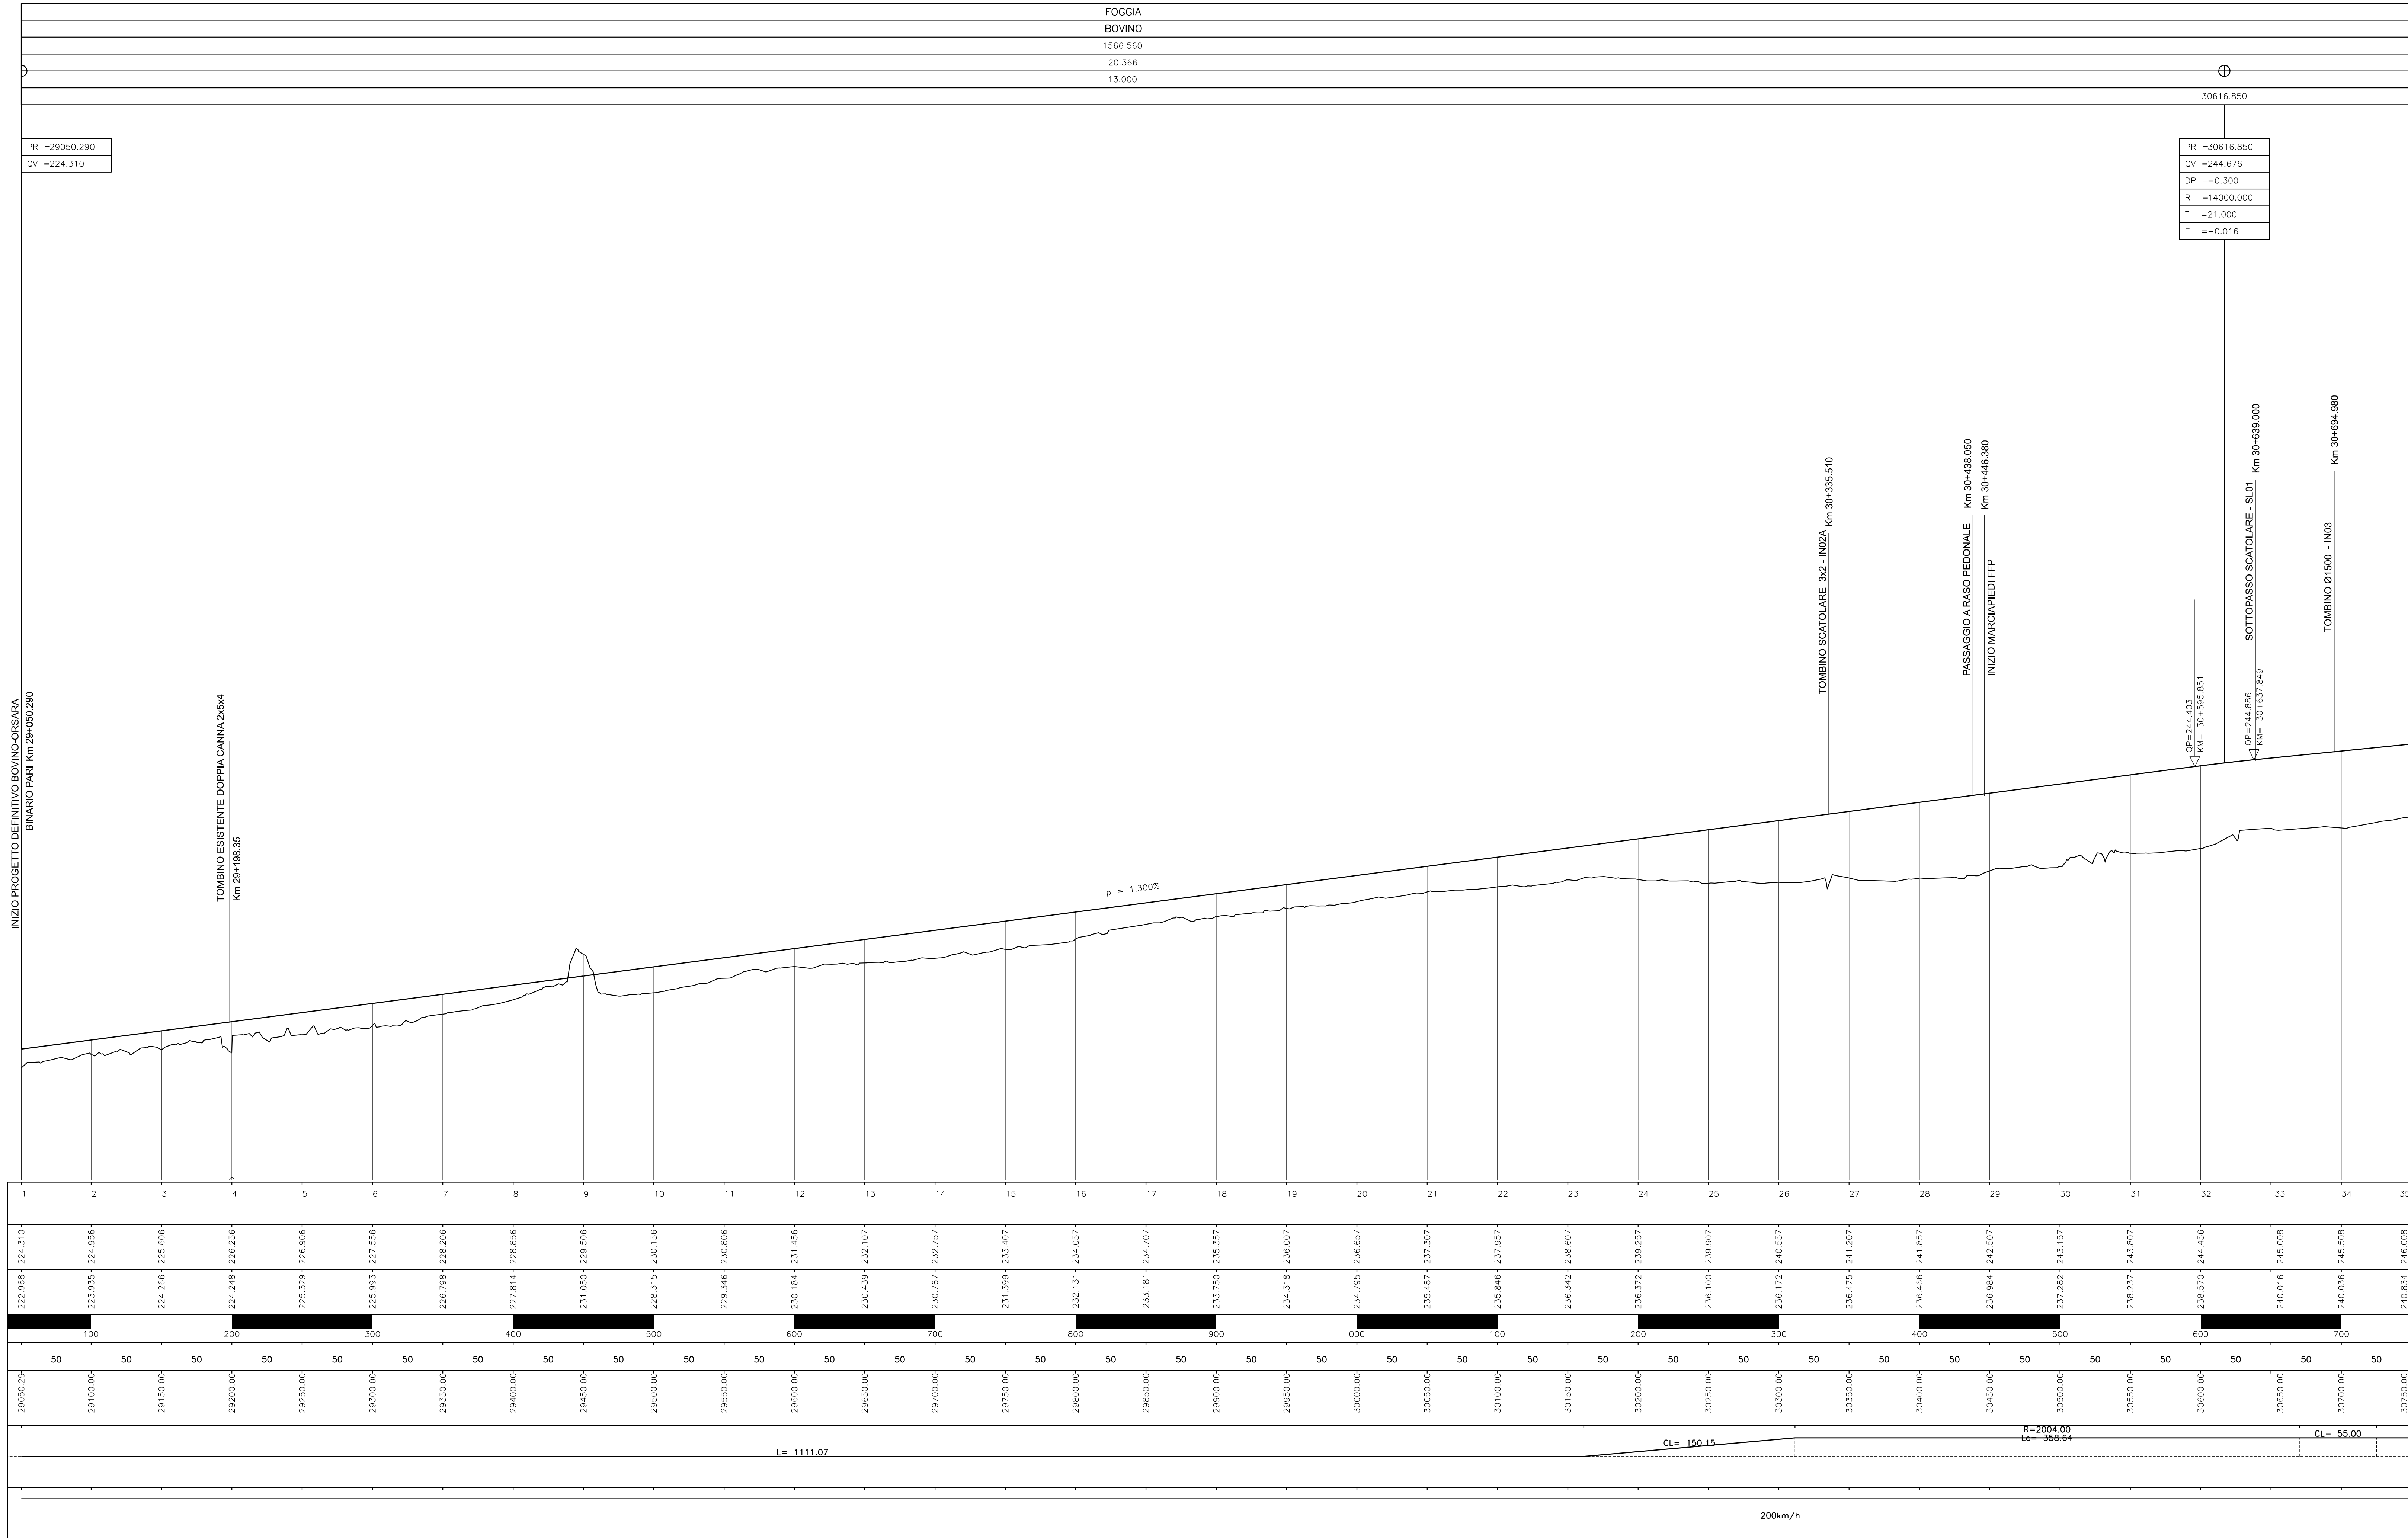 FOGGIA
BOVINO
1566.560
20.366
13.000
30616.850
PR =29050.290
QV =224.310
PR =30616.850
QV =244.676
DP =-0.300
R =14000.000
T =21.000
F =-0.016
INIZIO PROGETTO DEFINITIVO BOVINO-ORSARA
BINARIO PARI Km 29+050.290
TOMBINO ESISTENTE DOPPIA CANNA 2x5x4
Km 29+198.35
p = 1.300%
TOMBINO SCATOLARE 3x2 - IN02A Km 30+335.510
PASSAGGIO A RASO PEDONALE Km 30+438.050
INIZIO MARCIAPIEDI FFP Km 30+446.380
QP=244.403
KM= 30+595.851
SOTTOPASSO SCATOLARE - SL01 Km 30+639.000
QP=244.886
KM= 30+637.849
TOMBINO Ø1500 - IN03 Km 30+694.980
1 2 3 4 5 6 7 8 9 10 11 12 13 14 15 16 17 18 19 20 21 22 23 24 25 26 27 28 29 30 31 32 33 34 35
224.310 224.956 225.606 226.256 226.906 227.556 228.206 228.856 229.506 230.156 230.806 231.456 232.107 232.757 233.407 234.057 234.707 235.357 236.007 236.657 237.307 237.957 238.607 239.257 239.907 240.557 241.207 241.857 242.507 243.157 243.807 244.456 245.008 245.508 246.008
222.968 223.935 224.266 224.248 225.329 225.993 226.798 227.814 231.050 228.315 229.346 230.184 230.439 230.767 231.399 232.131 233.181 233.750 234.318 234.795 235.487 235.846 236.342 236.372 236.100 236.172 236.475 236.466 236.984 237.282 238.237 238.570 240.016 240.036 240.834
100 200 300 400 500 600 700 800 900 000 100 200 300 400 500 600 700
50 50 50 50 50 50 50 50 50 50 50 50 50 50 50 50 50 50 50 50 50 50 50 50 50 50 50 50 50 50 50 50 50 50
29050.29 29100.00 29150.00 29200.00 29250.00 29300.00 29350.00 29400.00 29450.00 29500.00 29550.00 29600.00 29650.00 29700.00 29750.00 29800.00 29850.00 29900.00 29950.00 30000.00 30050.00 30100.00 30150.00 30200.00 30250.00 30300.00 30350.00 30400.00 30450.00 30500.00 30550.00 30600.00 30650.00 30700.00 30750.00
L= 1111.07
CL= 150.15
R=2004.00
Lc= 358.64
CL= 55.00
200km/h